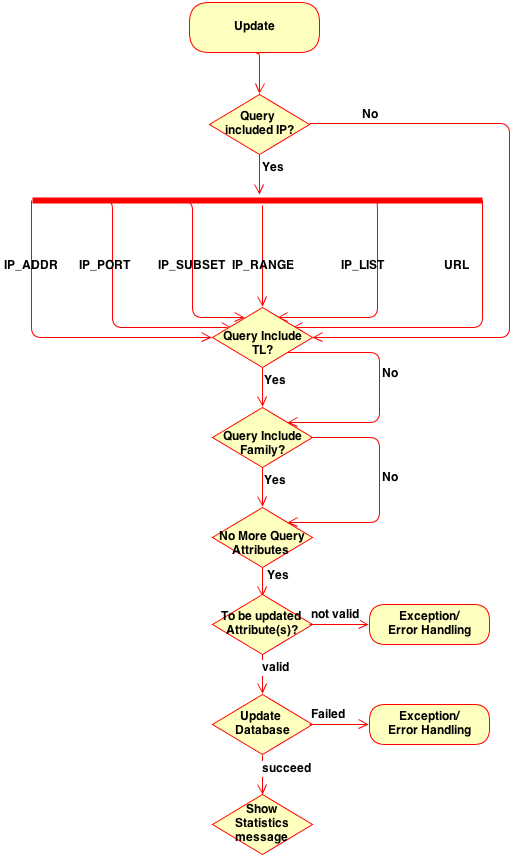 Update
Query
included IP?
No
Yes
IP_ADDR
IP_PORT
IP_SUBSET
IP_RANGE
IP_LIST
URL
Query Include
TL?
No
Yes
Query Include
Family?
No
Yes
No More Query
Attributes
Yes
To be updated
Attribute(s)?
not valid
Exception/
Error Handling
valid
Update
Database
Failed
Exception/
Error Handling
succeed
Show
Statistics
message